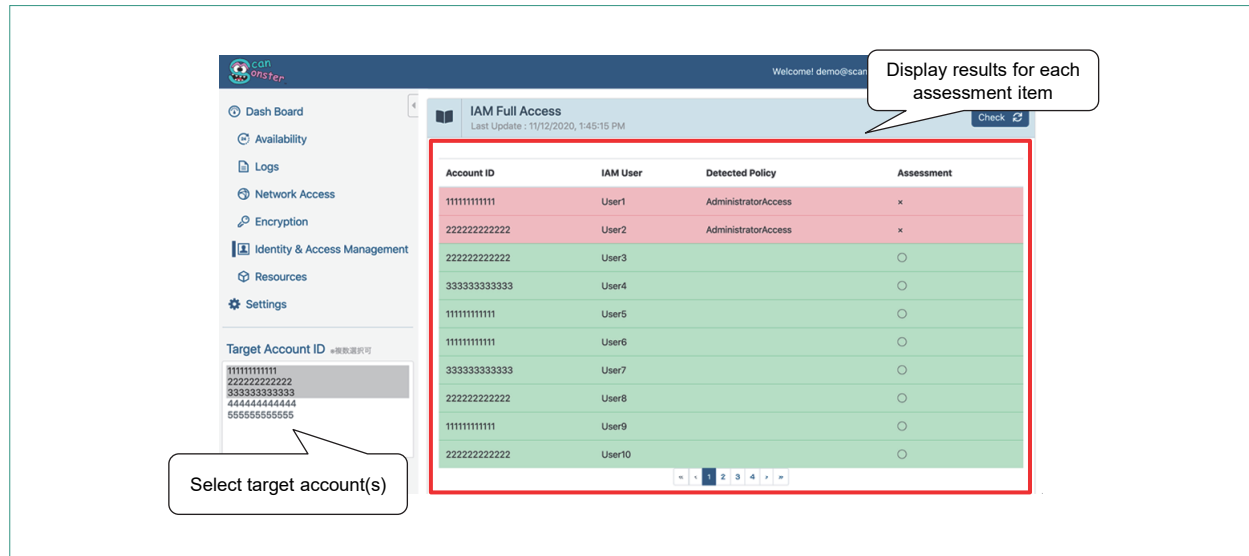 can
onster
Welcome! demo@scan
Display results for each
assessment item
Dash Board
Availability
Logs
Network Access
Encryption
Identity & Access Management
Resources
Settings
Target Account ID ※複数選択可
111111111111
222222222222
333333333333
444444444444
555555555555
Select target account(s)
IAM Full Access
Last Update : 11/12/2020, 1:45:15 PM
Check
Account ID IAM User Detected Policy Assessment
111111111111 User1 AdministratorAccess ×
222222222222 User2 AdministratorAccess ×
222222222222 User3 ○
333333333333 User4 ○
111111111111 User5 ○
111111111111 User6 ○
333333333333 User7 ○
222222222222 User8 ○
111111111111 User9 ○
222222222222 User10 ○
« ‹ 1 2 3 4 › »